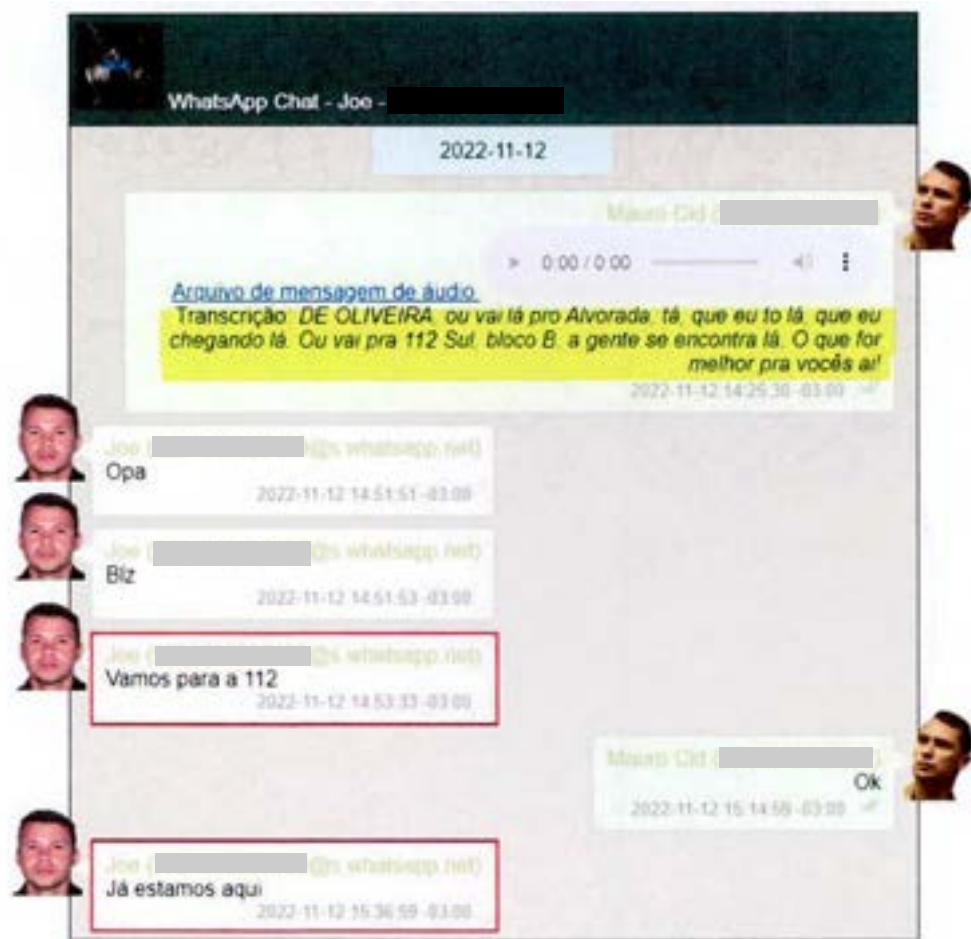 WhatsApp Chat - Joe -
2022-11-12
Mauro Cid (
0:00 / 0:00
Arquivo de mensagem de áudio.
Transcrição: DE OLIVEIRA, ou vai lá pro Alvorada, tá, que eu to lá, que eu
chegando lá. Ou vai pra 112 Sul, bloco B, a gente se encontra lá. O que for
melhor pra vocês aí!
2022-11-12 14:25:30 -03:00
Joe ( @s.whatsapp.net)
Opa
2022-11-12 14:51:51 -03:00
Joe ( @s.whatsapp.net)
Blz
2022-11-12 14:51:53 -03:00
Joe ( @s.whatsapp.net)
Vamos para a 112
2022-11-12 14:53:33 -03:00
Mauro Cid (
Ok
2022-11-12 15:14:59 -03:00
Joe ( @s.whatsapp.net)
Já estamos aqui
2022-11-12 15:36:59 -03:00